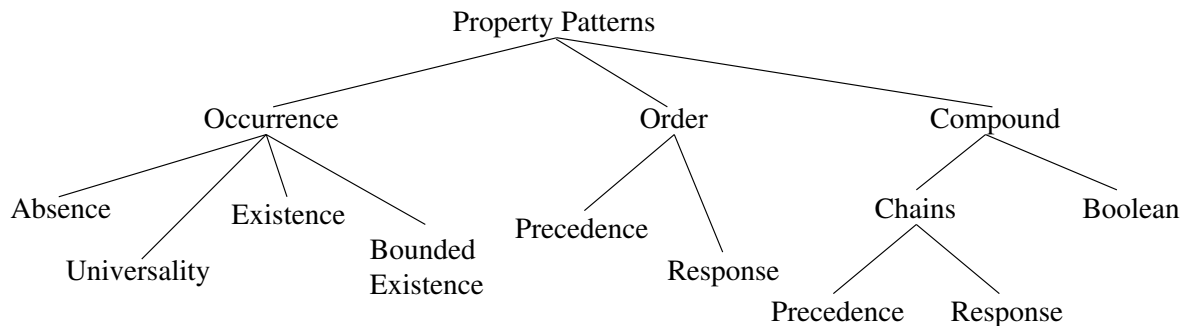 Property Patterns
Occurrence
Order
Compound
Absence
Existence
Chains
Boolean
Precedence
Universality
Bounded
Existence
Response
Precedence
Response